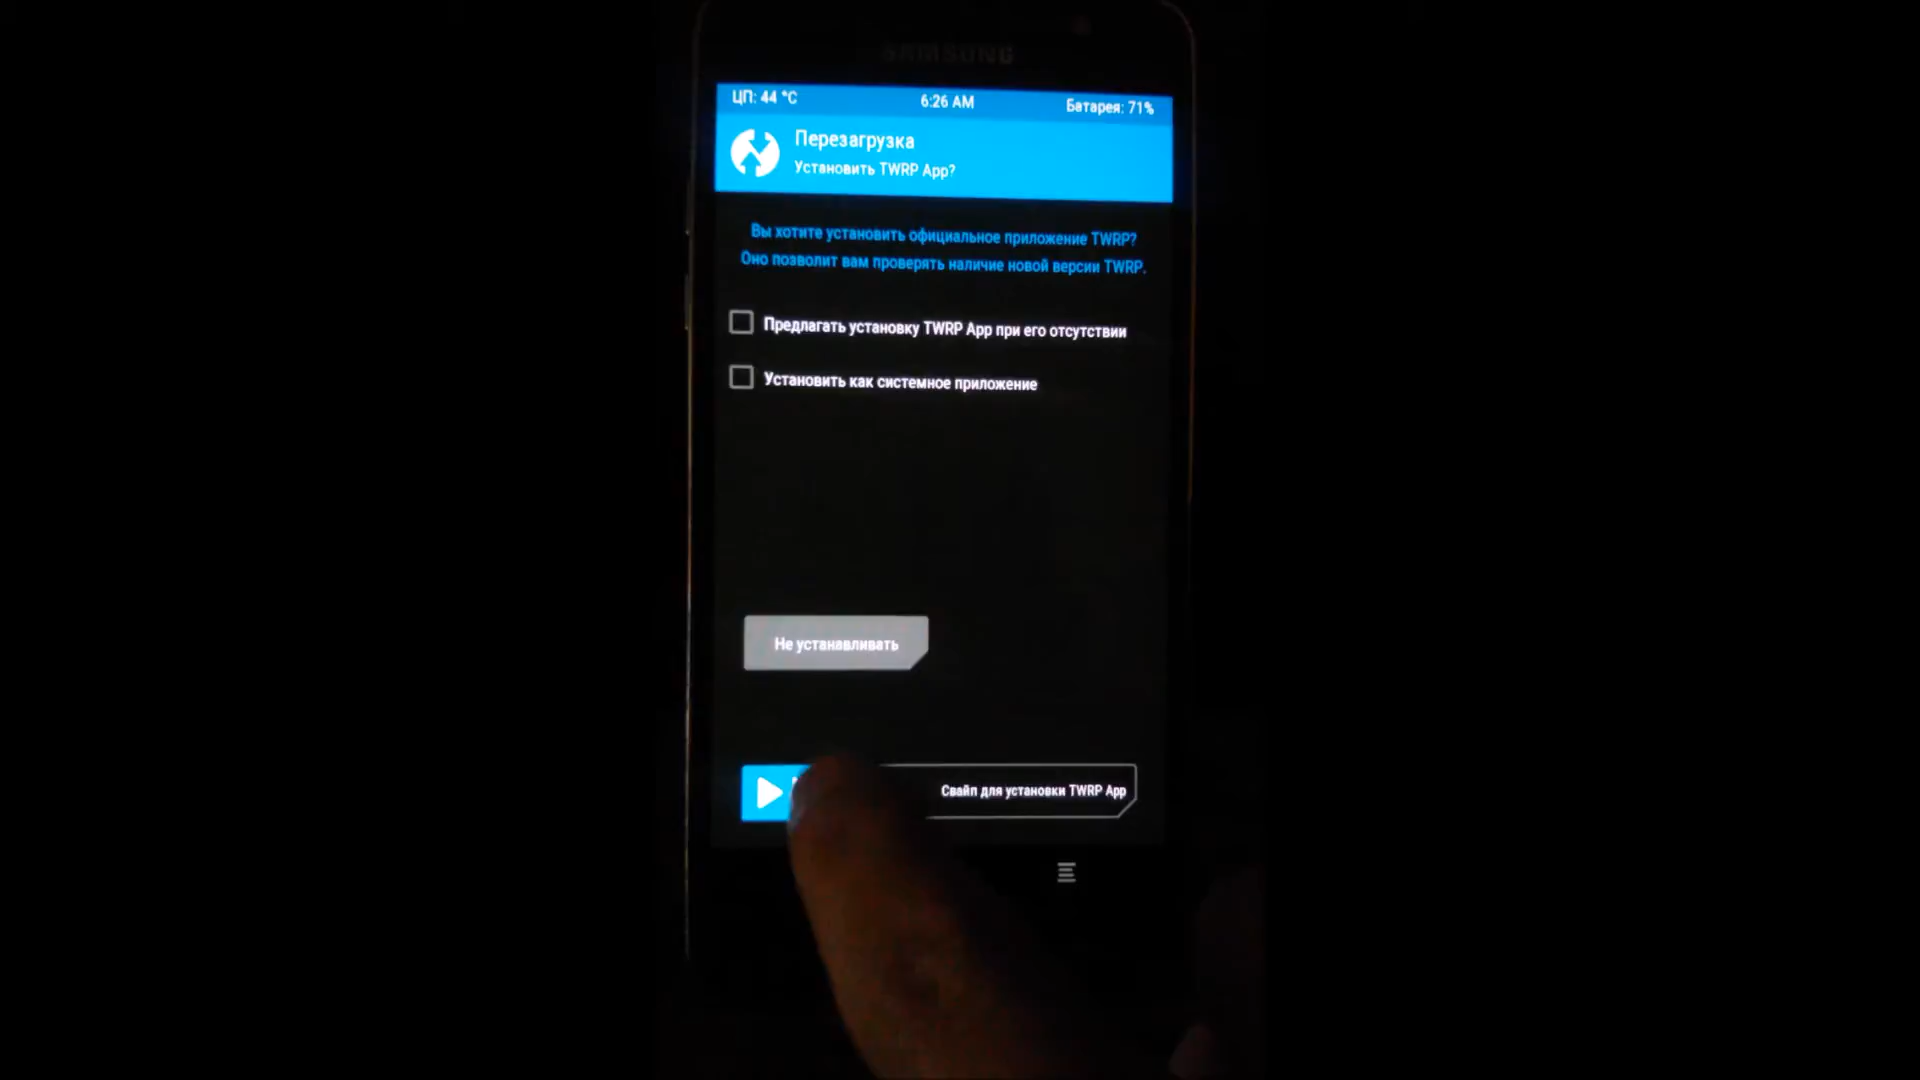 SAMSUNG
ЦП: 44 °C
6:26 AM
Батарея: 71%
Перезагрузка
Установить TWRP App?
Вы хотите установить официальное приложение TWRP?
Оно позволит вам проверять наличие новой версии TWRP.
Предлагать установку TWRP App при его отсутствии
Установить как системное приложение
Не устанавливать
Свайп для установки TWRP App